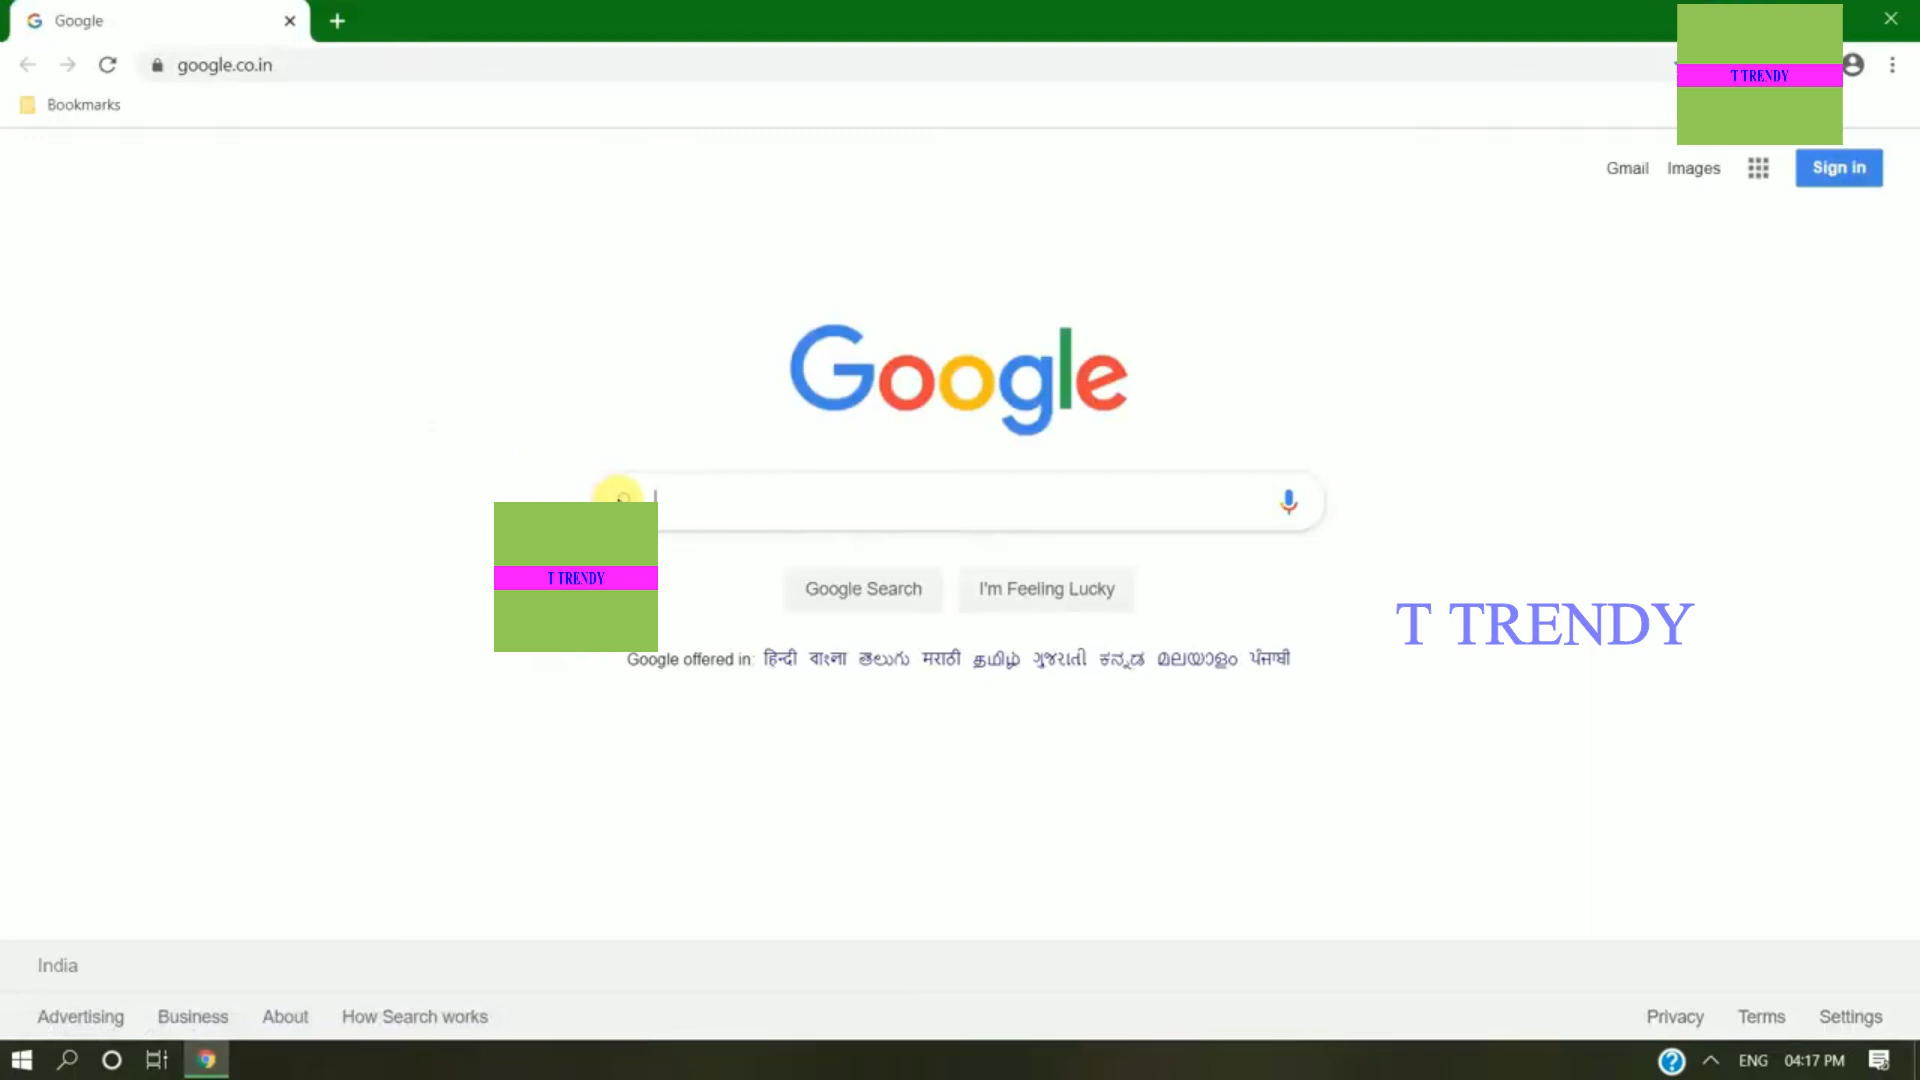 Google
google.co.in
T TRENDY
Bookmarks
Gmail Images Sign in
Google
T TRENDY
Google Search I'm Feeling Lucky
T TRENDY
Google offered in: हिन्दी বাংলা తెలుగు मराठी தமிழ் ગુજરાતી ಕನ್ನಡ മലയാളം ਪੰਜਾਬੀ
India
Advertising Business About How Search works Privacy Terms Settings
ENG 04:17 PM